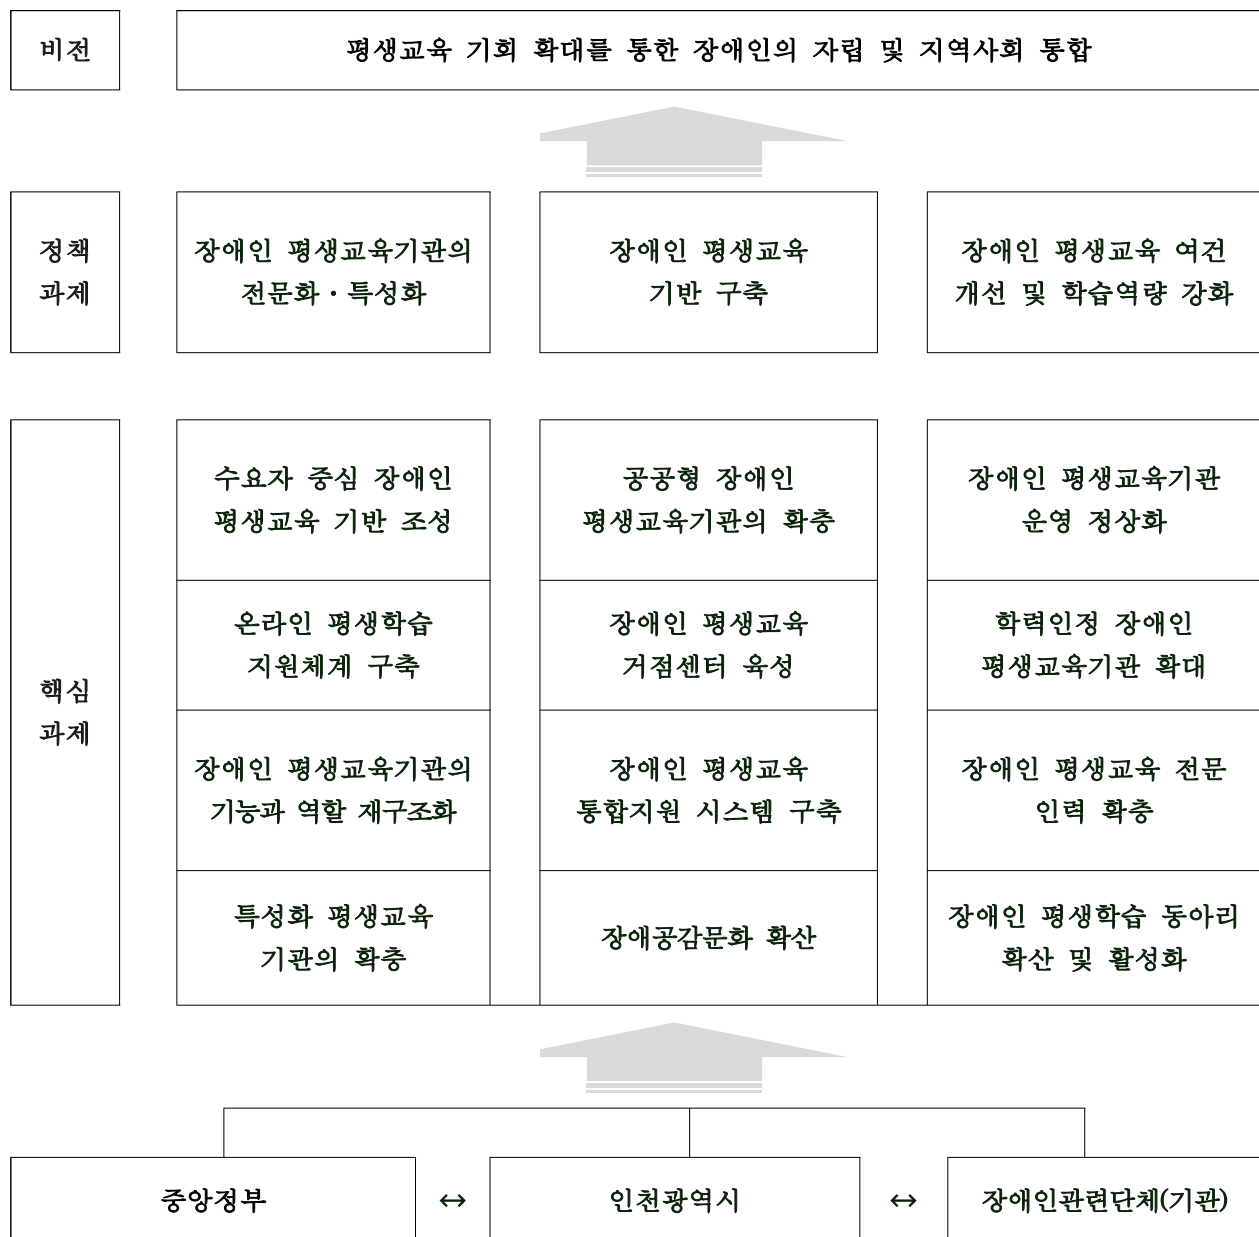 비전
평생교육 기회 확대를 통한 장애인의 자립 및 지역사회 통합
정책
과제
장애인 평생교육기관의
전문화·특성화
장애인 평생교육
기반 구축
장애인 평생교육 여건
개선 및 학습역량 강화
핵심
과제
수요자 중심 장애인
평생교육 기반 조성
공공형 장애인
평생교육기관의 확충
장애인 평생교육기관
운영 정상화
온라인 평생학습
지원체계 구축
장애인 평생교육
거점센터 육성
학력인정 장애인
평생교육기관 확대
장애인 평생교육기관의
기능과 역할 재구조화
장애인 평생교육
통합지원 시스템 구축
장애인 평생교육 전문
인력 확충
특성화 평생교육
기관의 확충
장애공감문화 확산
장애인 평생학습 동아리
확산 및 활성화
중앙정부 ↔ 인천광역시 ↔ 장애인관련단체(기관)